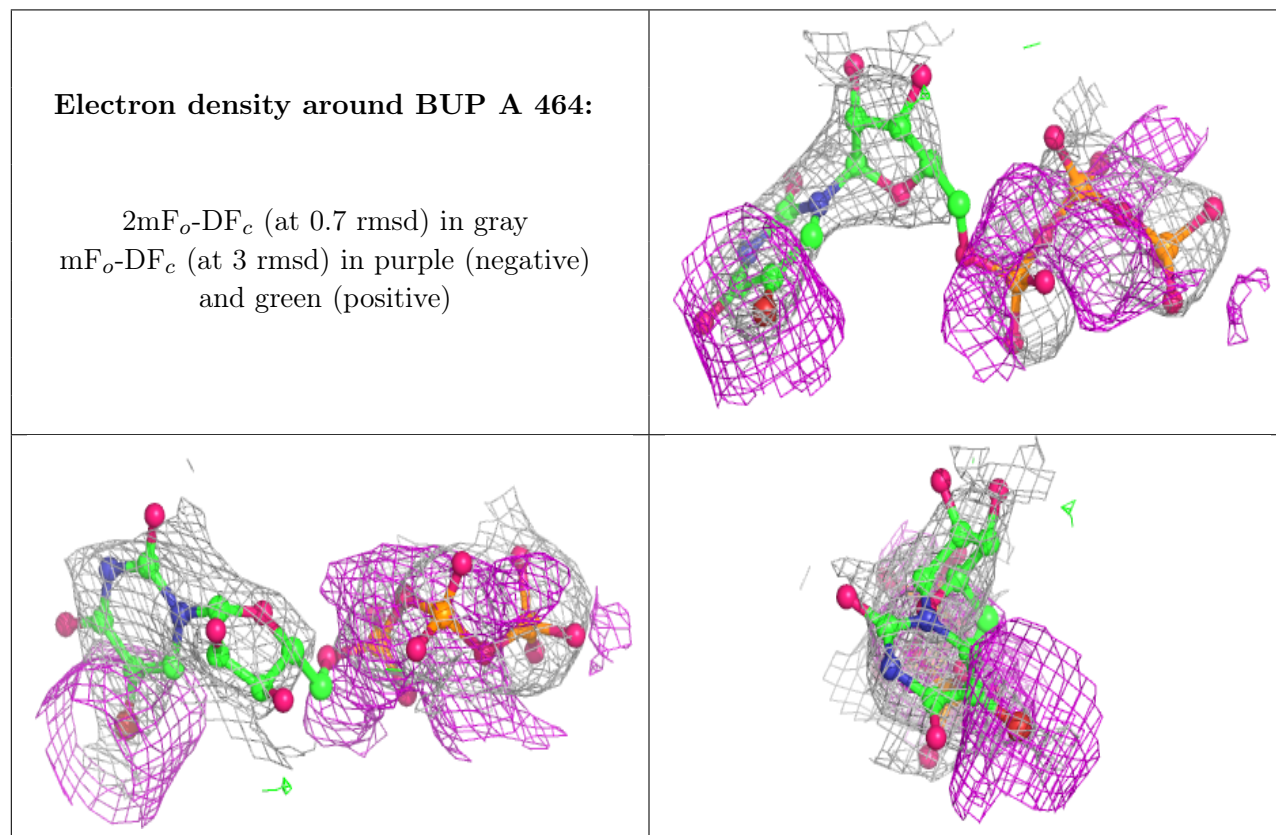 Electron density around BUP A 464:
2mFo-DFc (at 0.7 rmsd) in gray
mFo-DFc (at 3 rmsd) in purple (negative)
and green (positive)